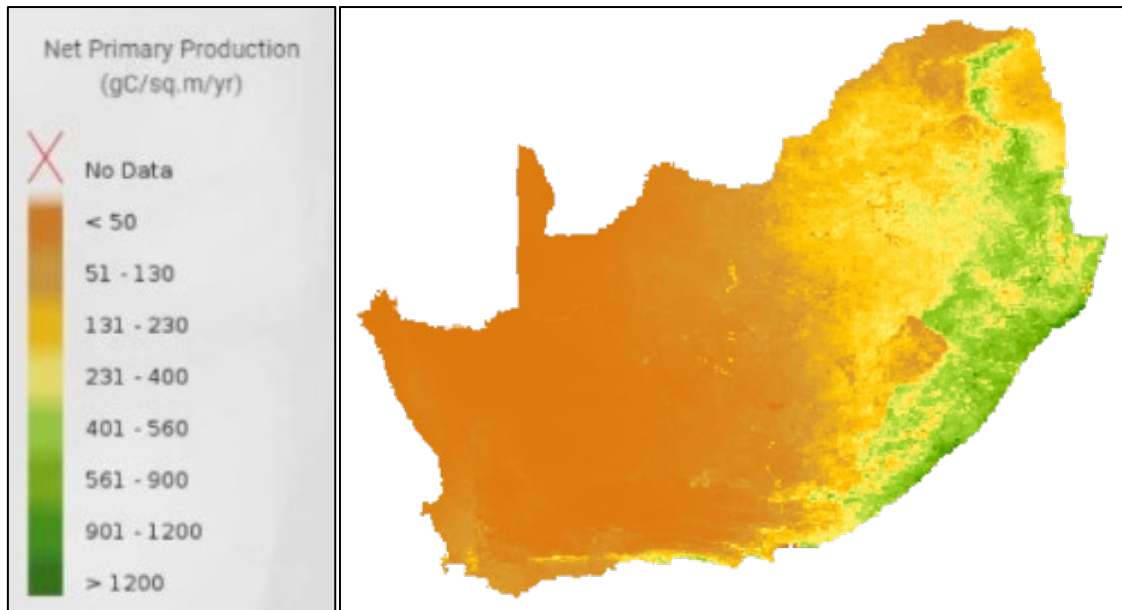 Net Primary Production
(gC/sq.m/yr)
No Data
< 50
51 - 130
131 - 230
231 - 400
401 - 560
561 - 900
901 - 1200
> 1200